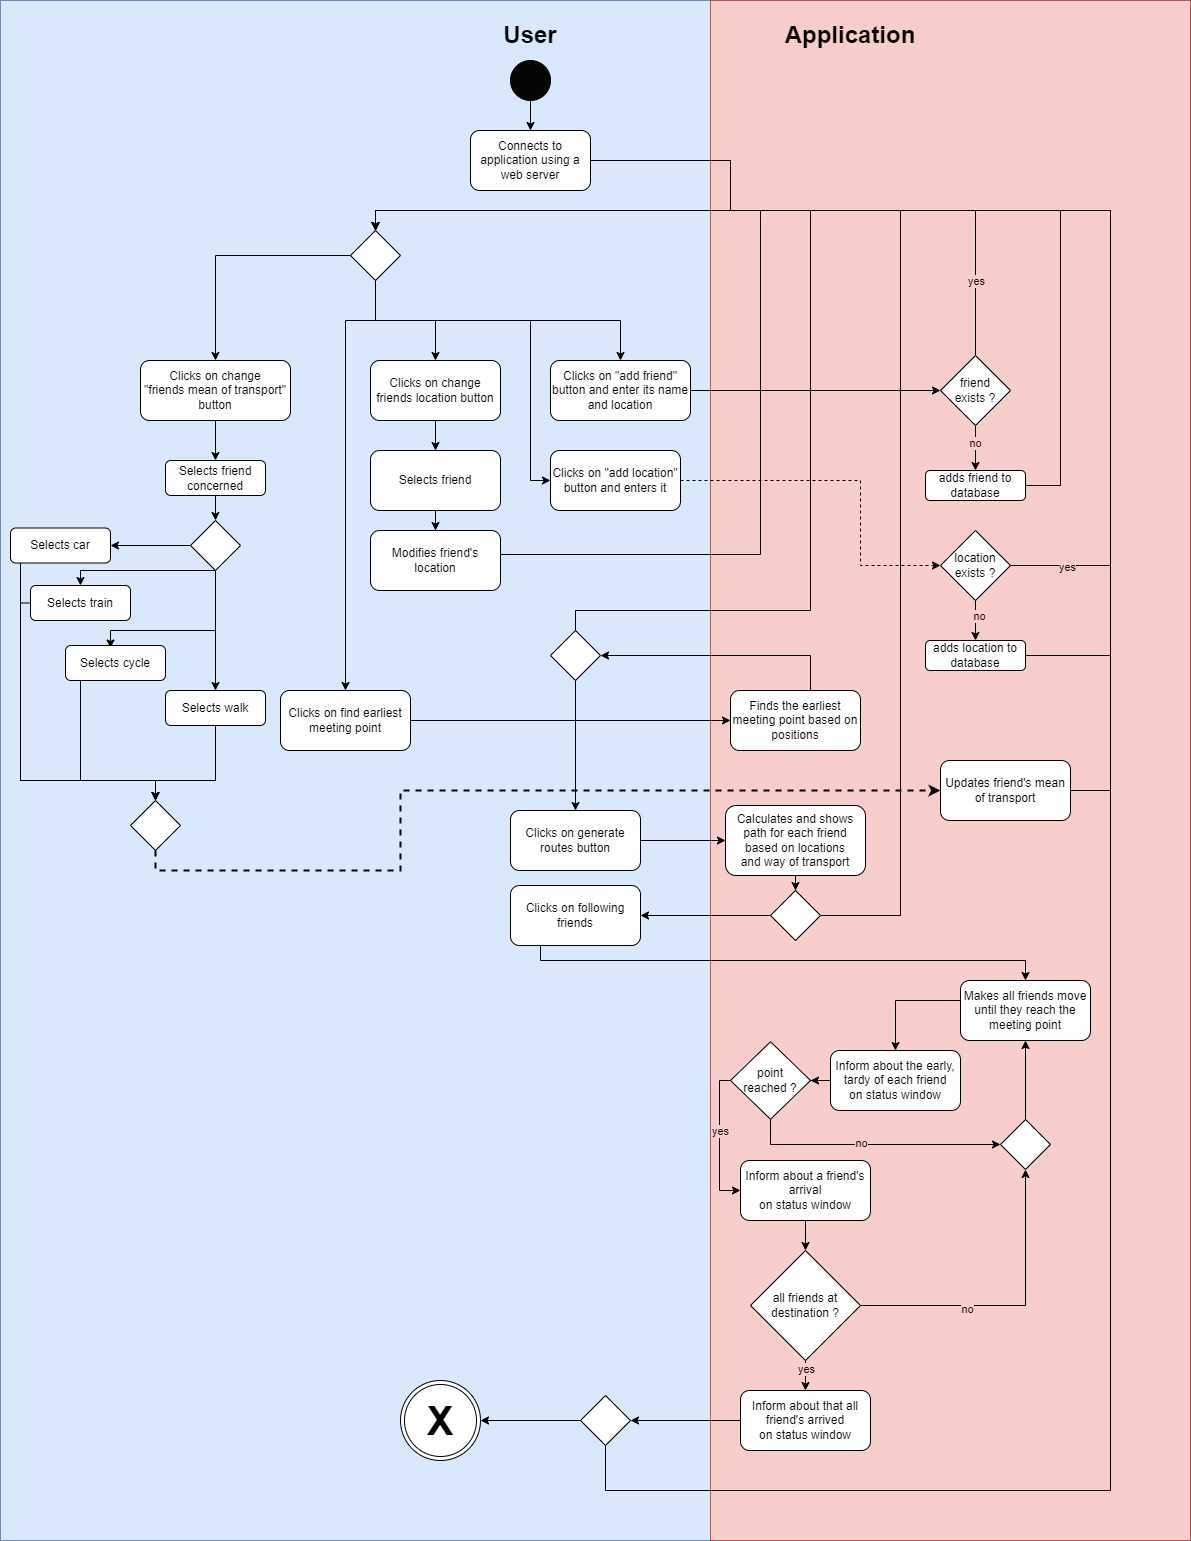 User
Application
Connects to
application using a
web server
yes
Clicks on change
"friends mean of transport"
button
Clicks on change
friends location button
Clicks on "add friend"
button and enter its name
and location
friend
exists ?
no
Selects friend
concerned
Selects friend
Clicks on "add location"
button and enters it
adds friend to
database
Selects car
Modifies friend's
location
location
exists ?
yes
Selects train
no
Selects cycle
adds location to
database
Selects walk
Clicks on find earliest
meeting point
Finds the earliest
meeting point based on
positions
Updates friend's mean
of transport
Clicks on generate
routes button
Calculates and shows
path for each friend
based on locations
and way of transport
Clicks on following
friends
Makes all friends move
until they reach the
meeting point
point
reached ?
Inform about the early,
tardy of each friend
on status window
yes
no
Inform about a friend's
arrival
on status window
all friends at
destination ?
no
yes
Inform about that all
friend's arrived
on status window
X